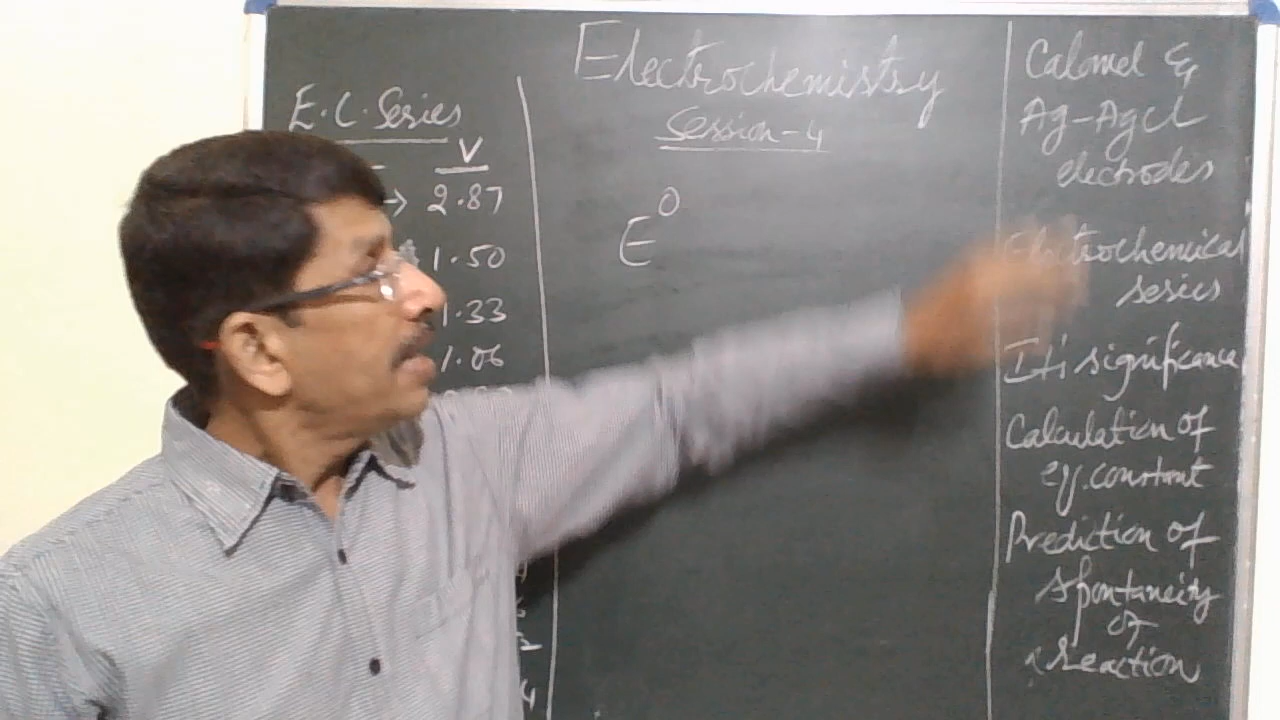 Electrochemistry
Session-4
E.C. Series
V
→ 2.87
1.50
1.33
1.06
E⁰
Calomel &
Ag-AgCl
electrodes
Electrochemical
series
It's significance
Calculation of
eq. constant
Prediction of
spontaneity
of
reaction